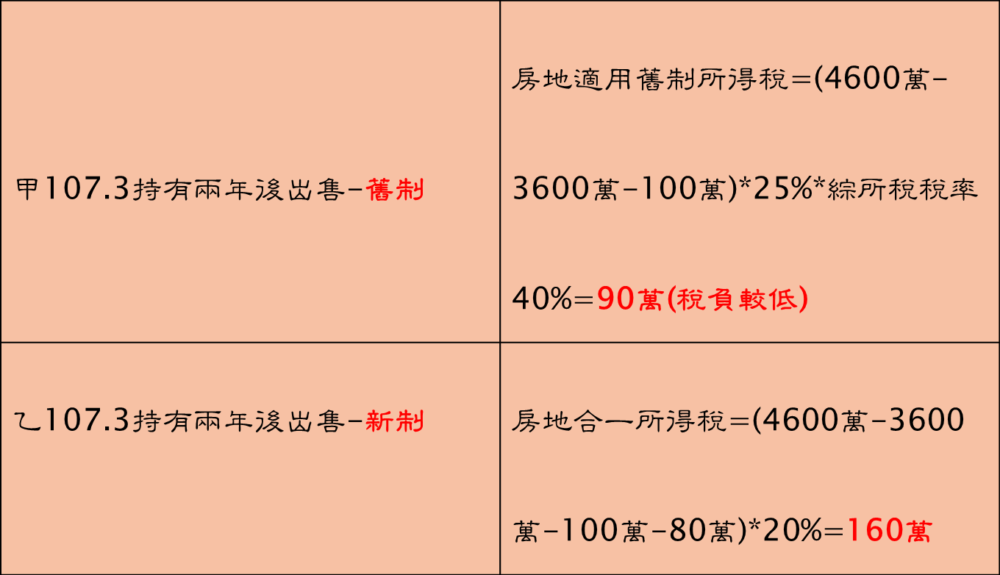 房地適用舊制所得稅=(4600萬-
甲107.3持有兩年後出售-舊制
3600萬-100萬)*25%*綜所稅稅率
40%=90萬(稅負較低)
乙107.3持有兩年後出售-新制
房地合一所得稅=(4600萬-3600
萬-100萬-80萬)*20%=160萬